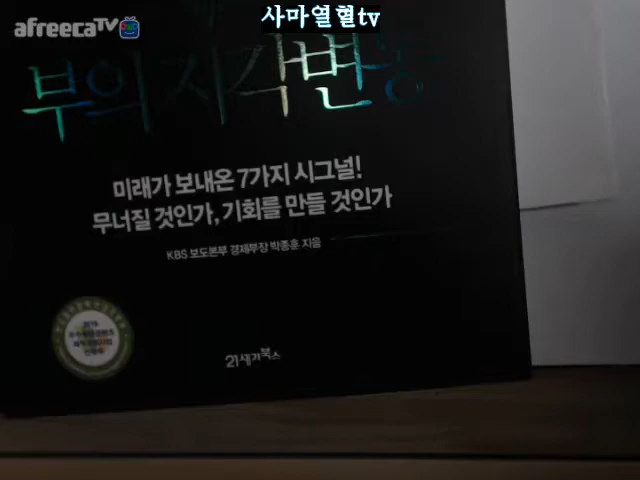 afreecaTV
사마열혈tv
부의 지각변동
미래가 보내온 7가지 시그널!
무너질 것인가, 기회를 만들 것인가
KBS 보도본부 경제부장 박종훈 지음
21세기북스